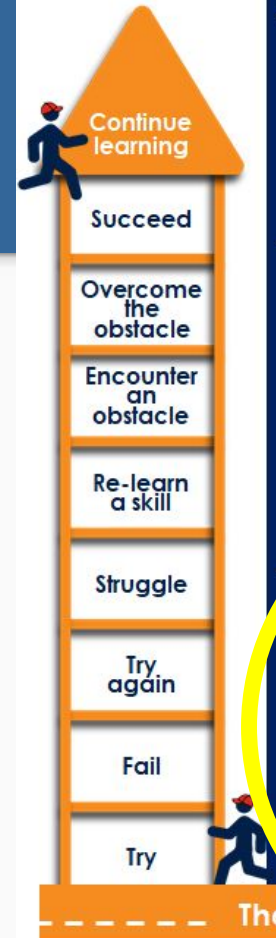 Continue
learning
Succeed
Overcome
the
obstacle
Encounter
an
obstacle
Re-learn
a skill
Struggle
Try
again
Fail
Try